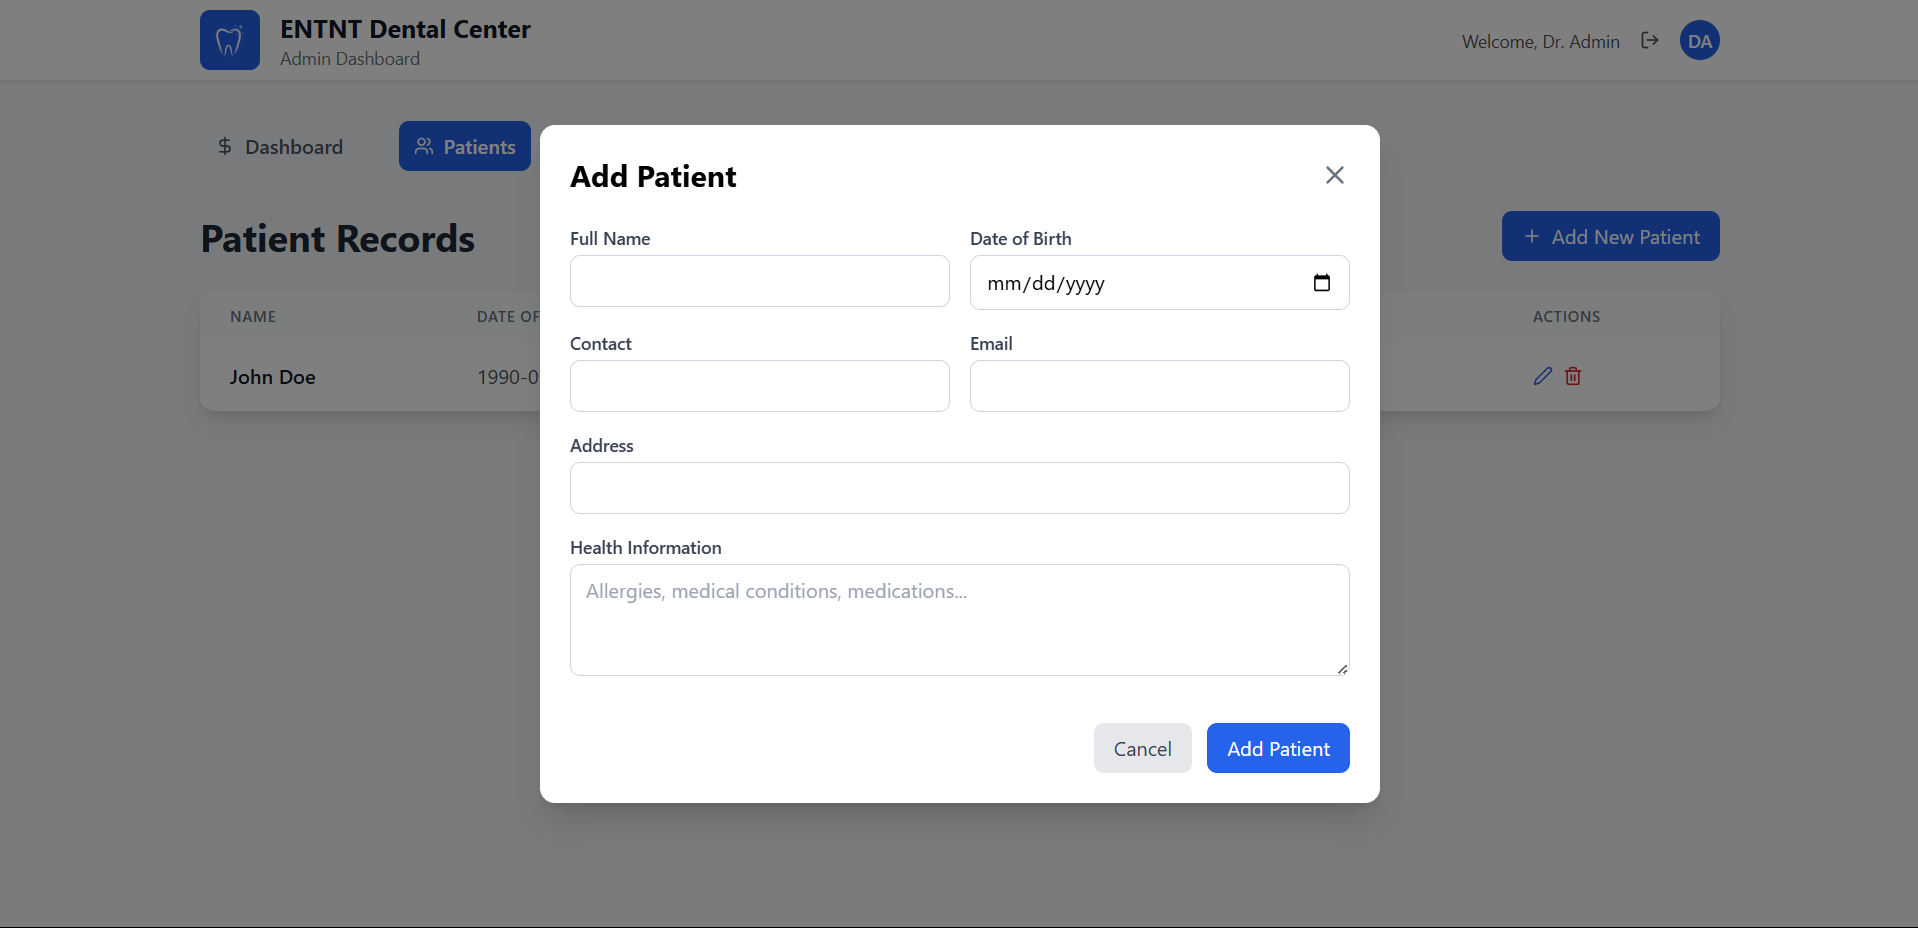 ENTNT Dental Center
Admin Dashboard
Welcome, Dr. Admin
DA
Dashboard
Patients
Patient Records
Add New Patient
NAME
DATE OF
ACTIONS
John Doe
1990-0
Add Patient
Full Name
Date of Birth
mm/dd/yyyy
Contact
Email
Address
Health Information
Allergies, medical conditions, medications...
Cancel
Add Patient